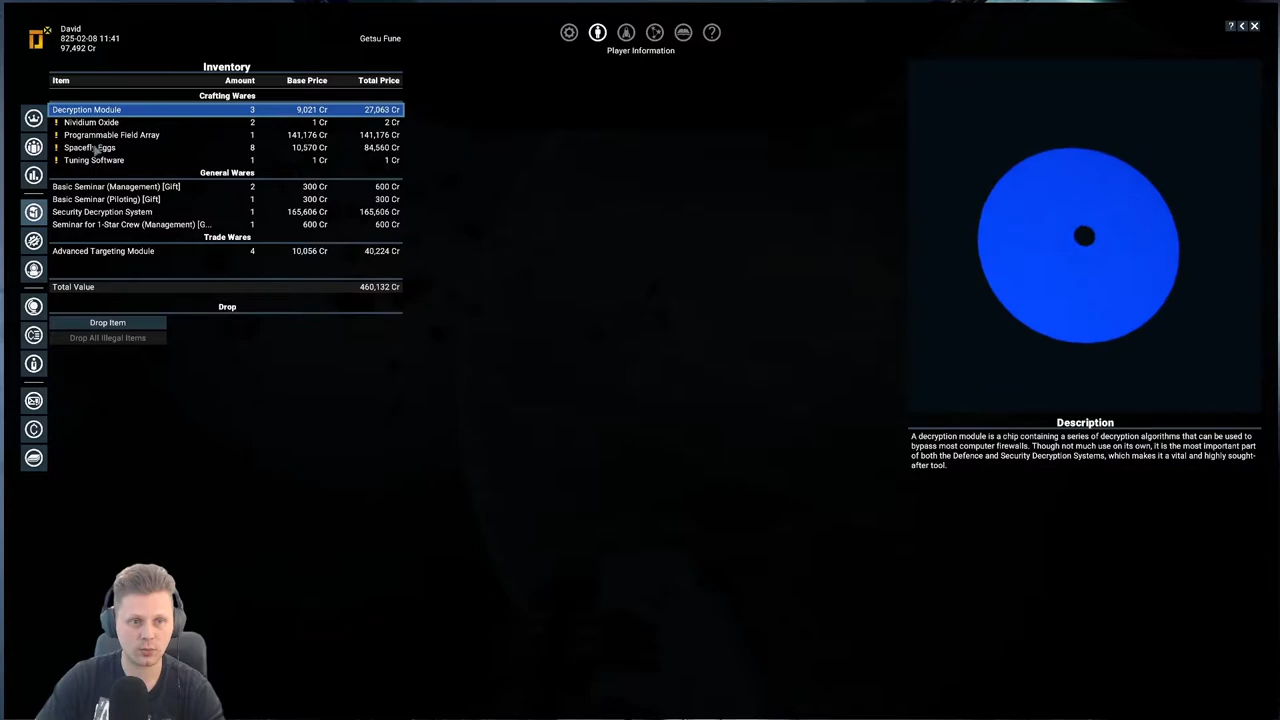 David
825-02-08 11:41
97,492 Cr
Getsu Fune
Player Information
?
Inventory
Item Amount Base Price Total Price
Crafting Wares
Decryption Module 3 9,021 Cr 27,063 Cr
! Nividium Oxide 2 1 Cr 2 Cr
! Programmable Field Array 1 141,176 Cr 141,176 Cr
! Spacefly Eggs 8 10,570 Cr 84,560 Cr
! Tuning Software 1 1 Cr 1 Cr
General Wares
Basic Seminar (Management) [Gift] 2 300 Cr 600 Cr
Basic Seminar (Piloting) [Gift] 1 300 Cr 300 Cr
Security Decryption System 1 165,606 Cr 165,606 Cr
Seminar for 1-Star Crew (Management) [G... 1 600 Cr 600 Cr
Trade Wares
Advanced Targeting Module 4 10,056 Cr 40,224 Cr
Total Value 460,132 Cr
Drop
Drop Item
Drop All Illegal Items
Description
A decryption module is a chip containing a series of decryption algorithms that can be used to
bypass most computer firewalls. Though not much use on its own, it is the most important part
of both the Defence and Security Decryption Systems, which makes it a vital and highly sought-
after tool.